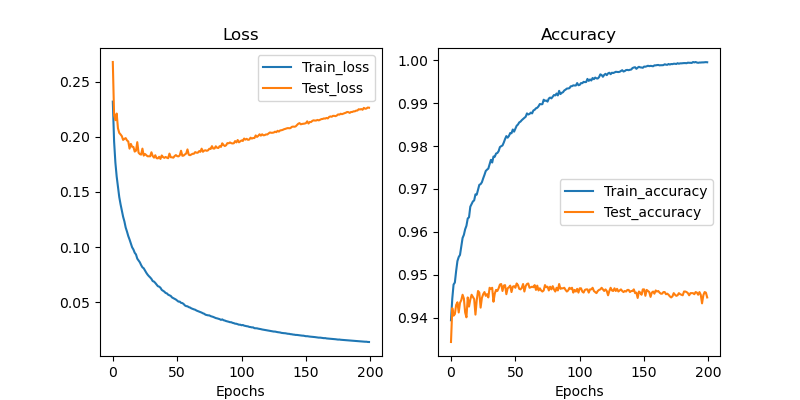 Loss
Train_loss
Test_loss
0.25
0.20
0.15
0.10
0.05
0 50 100 150 200
Epochs
Accuracy
1.00
0.99
0.98
0.97
0.96
0.95
0.94
Train_accuracy
Test_accuracy
0 50 100 150 200
Epochs